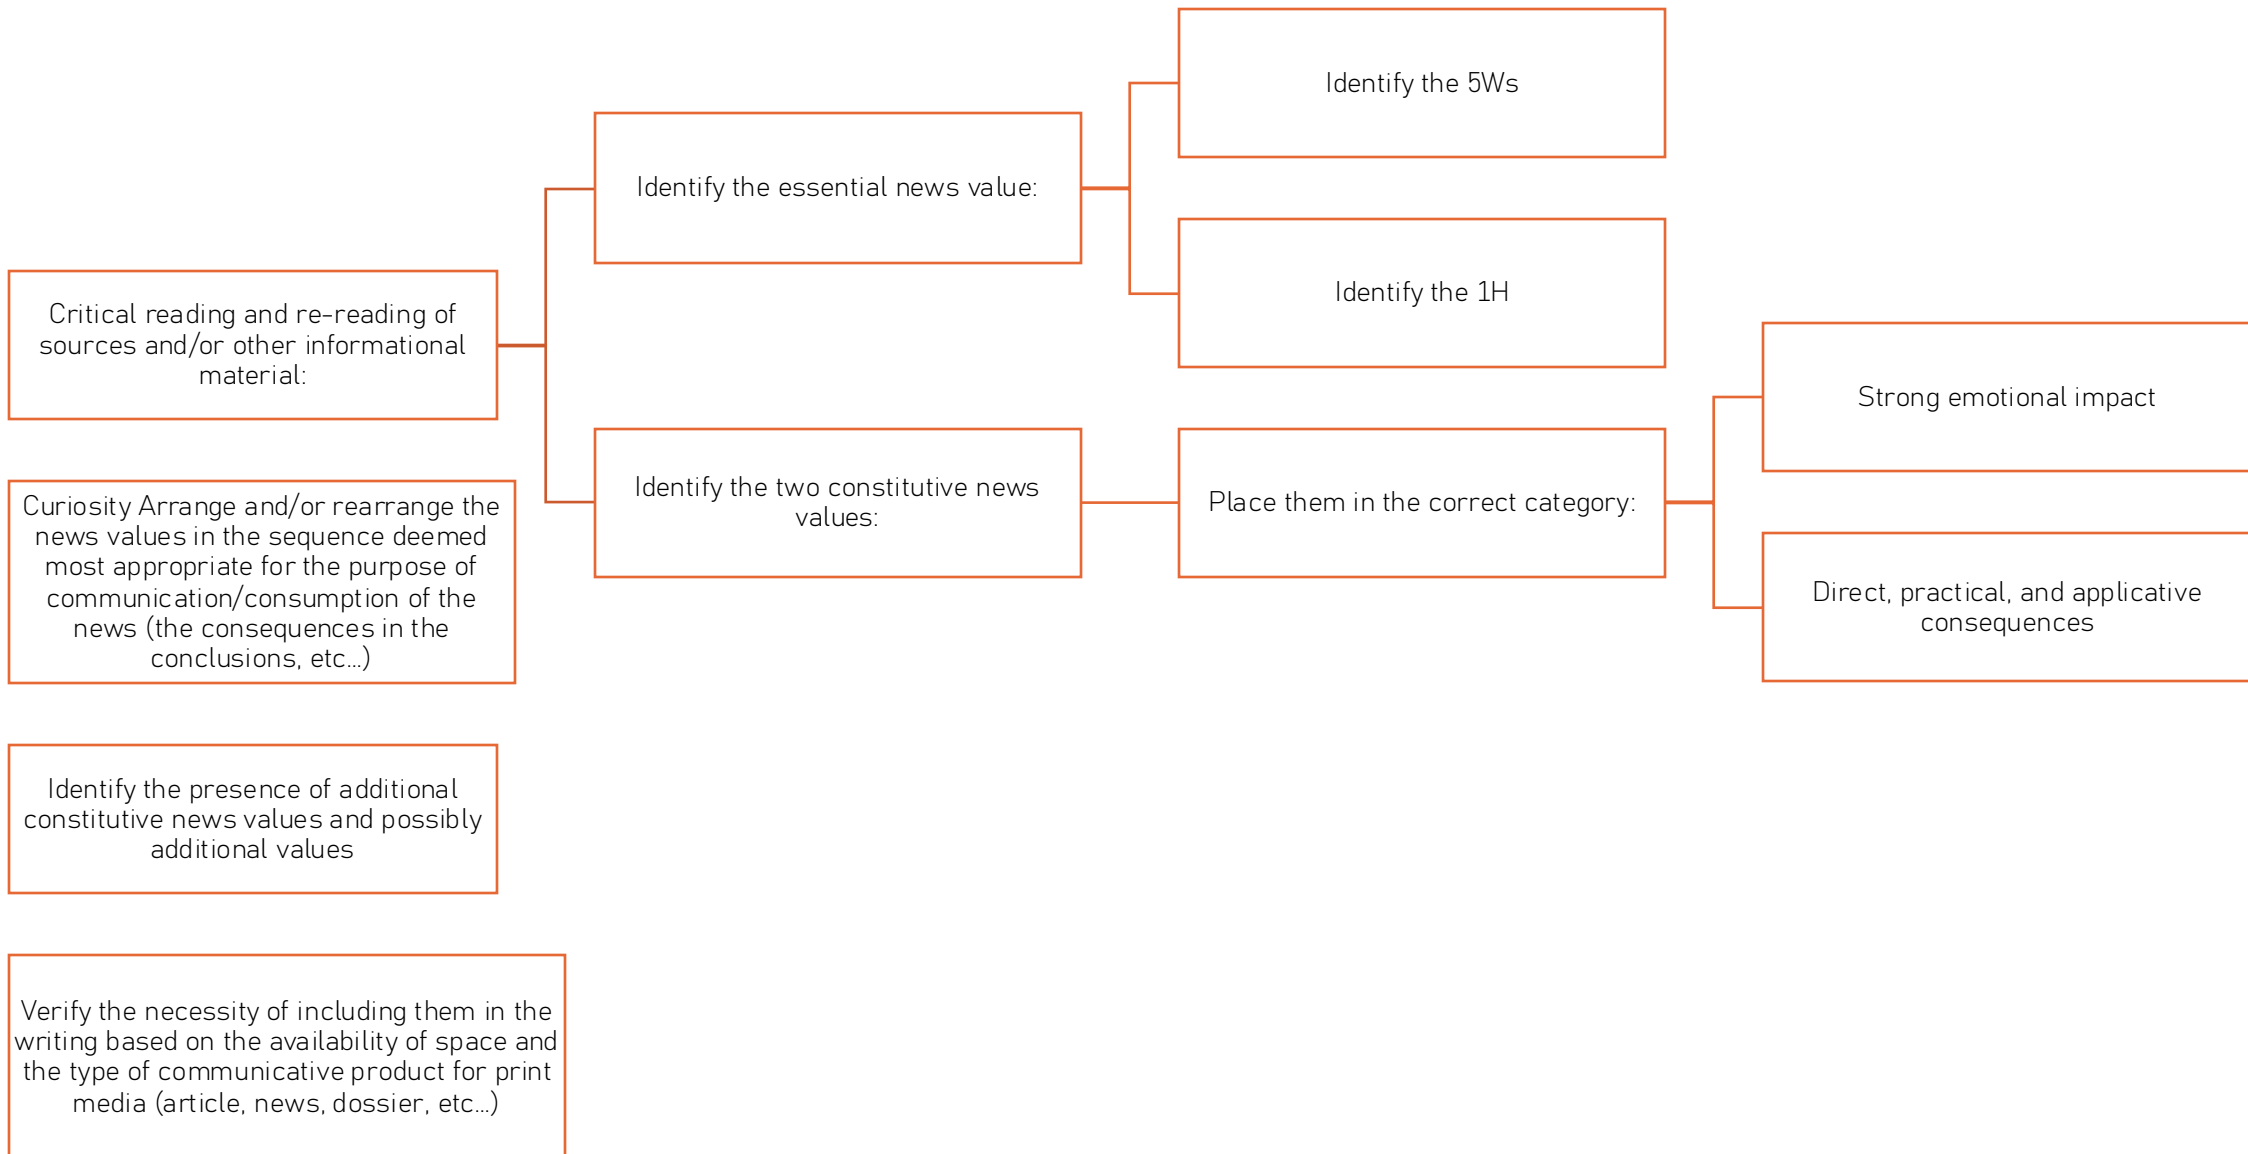 Identify the 5Ws
Identify the essential news value:
Identify the 1H
Critical reading and re-reading of
sources and/or other informational
material:
Strong emotional impact
Identify the two constitutive news
values:
Place them in the correct category:
Direct, practical, and applicative
consequences
Curiosity Arrange and/or rearrange the
news values in the sequence deemed
most appropriate for the purpose of
communication/consumption of the
news (the consequences in the
conclusions, etc...)
Identify the presence of additional
constitutive news values and possibly
additional values
Verify the necessity of including them in the
writing based on the availability of space and
the type of communicative product for print
media (article, news, dossier, etc...)